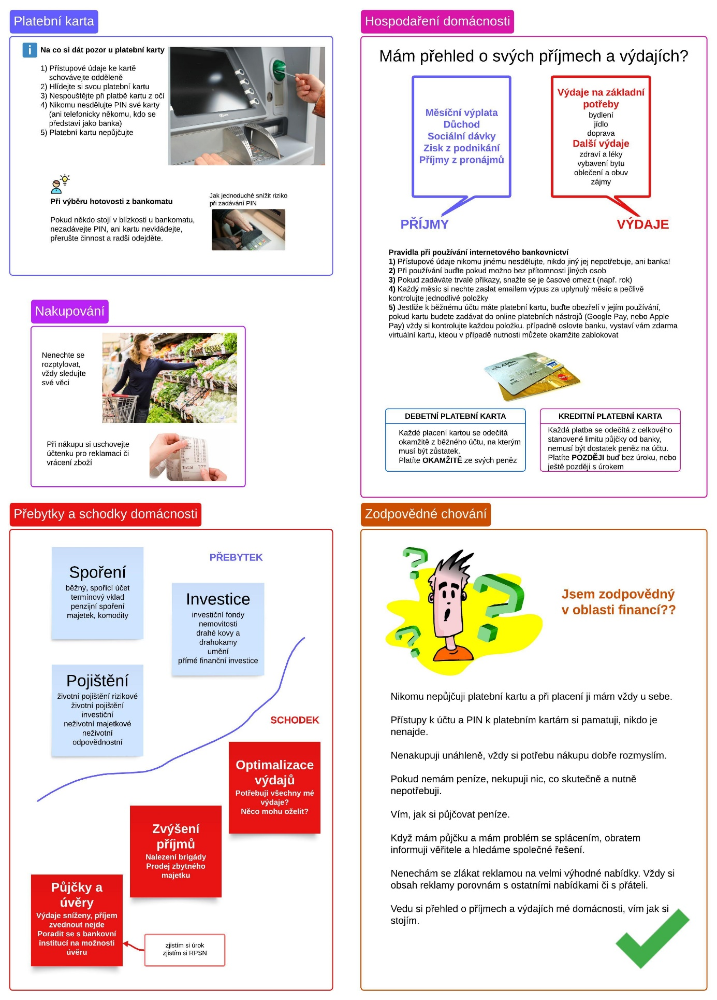 Platební karta
Na co si dát pozor u platební karty
1) Přístupové údaje ke kartě
schovávejte odděleně
2) Hlídejte si svou platební kartu
3) Nespouštějte při platbě kartu z očí
4) Nikomu nesdělujte PIN své karty
(ani telefonicky někomu, kdo se
představí jako banka)
5) Platební kartu nepůjčujte
Při výběru hotovosti z bankomatu
Pokud někdo stojí v blízkosti u bankomatu,
nezadávejte PIN, ani kartu nevkládejte,
přerušte činnost a radši odejděte.
Jak jednoduché snížit riziko
při zadávání PIN
Nakupování
Nenechte se
rozptylovat,
vždy sledujte
své věci
Při nákupu si uschovejte
účtenku pro reklamaci či
vrácení zboží
Total ???
Hospodaření domácnosti
Mám přehled o svých příjmech a výdajích?
Měsíční výplata
Důchod
Sociální dávky
Zisk z podnikání
Příjmy z pronájmů
PŘÍJMY
Výdaje na základní
potřeby
bydlení
jídlo
doprava
Další výdaje
zdraví a léky
vybavení bytu
oblečení a obuv
zájmy
VÝDAJE
Pravidla při používání internetového bankovnictví
1) Přístupové údaje nikomu jinému nesdělujte, nikdo jiný jej nepotřebuje, ani banka!
2) Při používání buďte pokud možno bez přítomnosti jiných osob
3) Pokud zadáváte trvalé příkazy, snažte se je časové omezit (např. rok)
4) Každý měsíc si nechte zaslat emailem výpus za uplynulý měsíc a pečlivě
kontrolujte jednodlivé položky
5) Jestliže k běžnému účtu máte platební kartu, buďte obezřelí v jejím používání,
pokud kartu budete zadávat do online platebních nástrojů (Google Pay, nebo Apple
Pay) vždy si kontrolujte každou položku. případně oslovte banku, vystaví vám zdarma
virtuální kartu, kteou v případě nutnosti můžete okamžite zablokovat
ABSA
VISA
DEBETNÍ PLATEBNÍ KARTA
Každé placení kartou se odečítá
okamžitě z běžného účtu, na kterým
musí být zůstatek.
Platíte OKAMŽITĚ ze svých peněz
KREDITNÍ PLATEBNÍ KARTA
Každá platba se odečítá z celkového
stanovené limitu půjčky od banky,
nemusí být dostatek peněz na účtu.
Platíte POZDĚJI buď bez úroku, nebo
ještě později s úrokem
Přebytky a schodky domácnosti
Spoření
běžný, spořící účet
termínový vklad
penzijní spoření
majetek, komodity
PŘEBYTEK
Investice
investiční fondy
nemovitosti
drahé kovy a
drahokamy
umění
přímé finanční investice
Pojištění
životní pojištění rizikové
životní pojištění
investiční
neživotní majetkové
neživotní
odpovědnostní
SCHODEK
Optimalizace
výdajů
Potřebuji všechny mé
výdaje?
Něco mohu oželit?
Zvýšení
příjmů
Nalezení brigády
Prodej zbytného
majetku
Půjčky a
úvěry
Výdaje sníženy, příjem
zvednout nejde
Poradit se s bankovní
institucí na možnosti
úvěru
zjistím si úrok
zjistím si RPSN
Zodpovědné chování
Jsem zodpovědný
v oblasti financí??
Nikomu nepůjčuji platební kartu a při placení ji mám vždy u sebe.
Přístupy k účtu a PIN k platebním kartám si pamatuji, nikdo je
nenajde.
Nenakupuji unáhleně, vždy si potřebu nákupu dobře rozmyslím.
Pokud nemám peníze, nekupuji nic, co skutečně a nutně
nepotřebuji.
Vím, jak si půjčovat peníze.
Když mám půjčku a mám problém se splácením, obratem
informuji věřitele a hledáme společné řešení.
Nenechám se zlákat reklamou na velmi výhodné nabídky. Vždy si
obsah reklamy porovnám s ostatními nabídkami či s přáteli.
Vedu si přehled o příjmech a výdajích mé domácnosti, vím jak si
stojím.